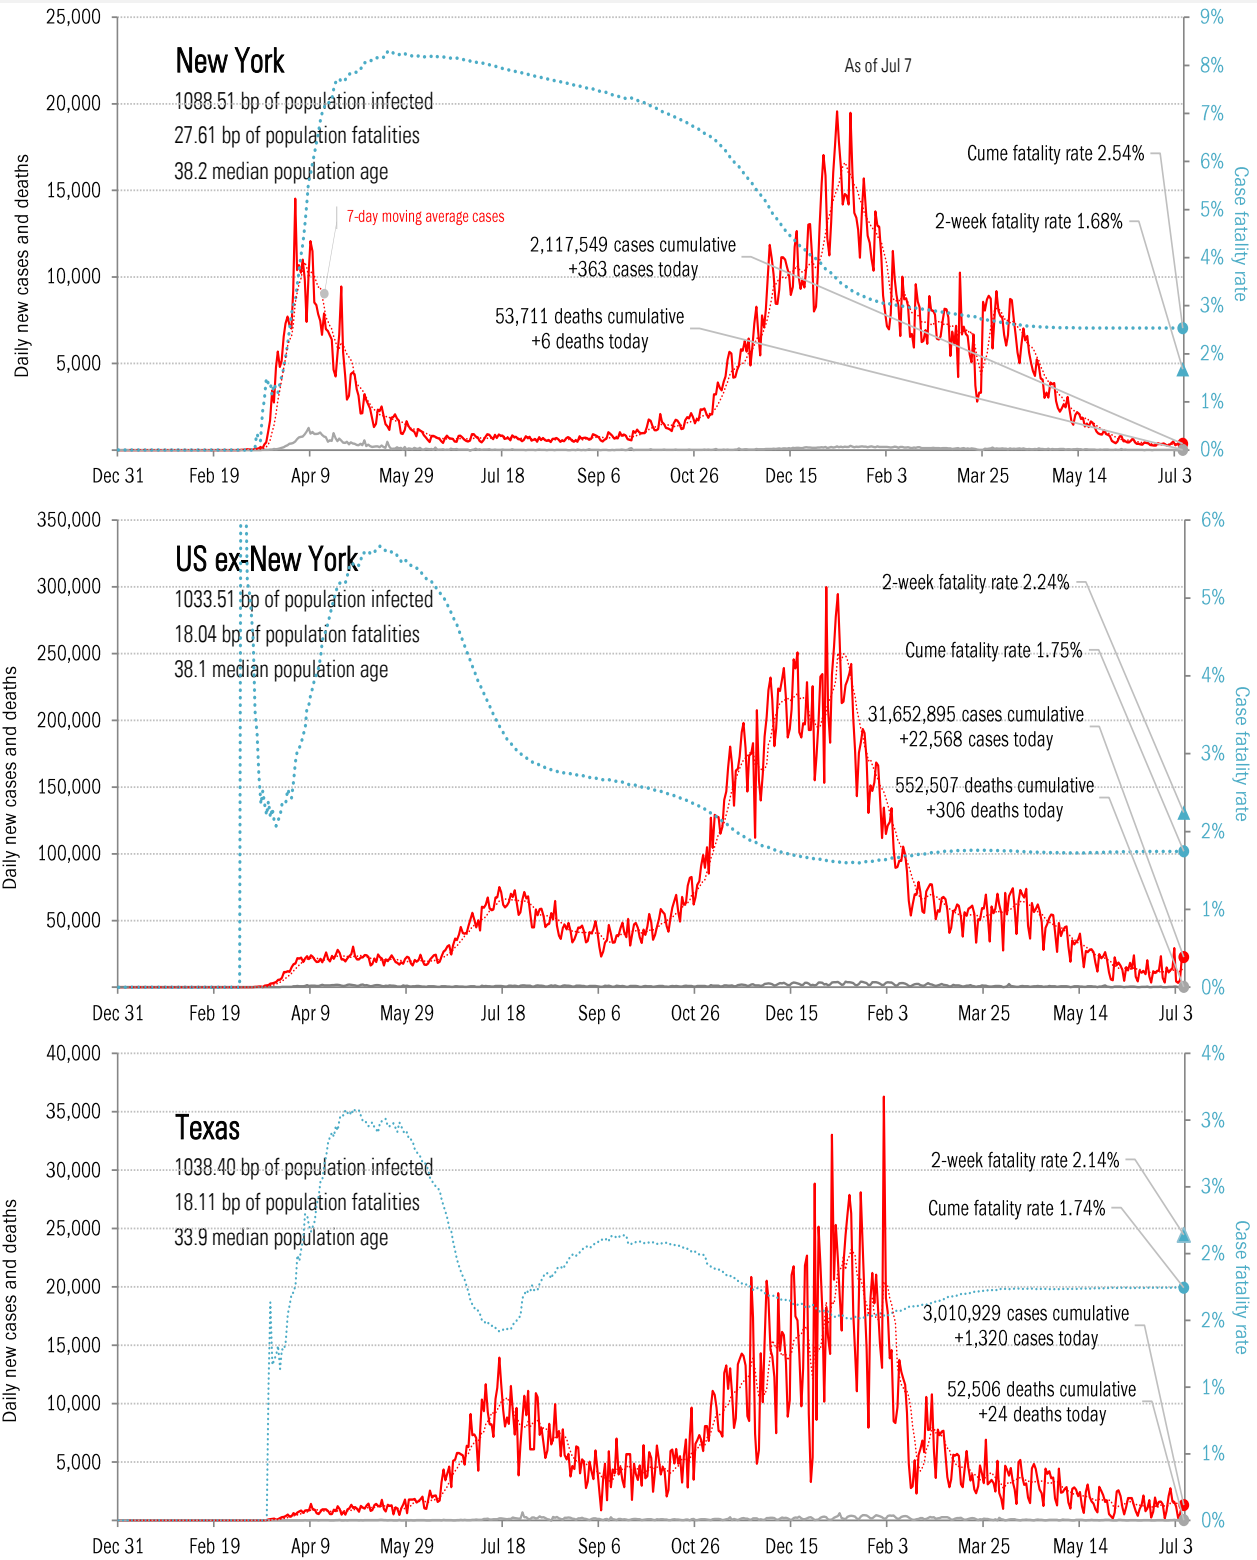 25,000
9%
New York
As of Jul 7
8%
20,000
1088.51 bp of population infected
7%
27.61 bp of population fatalities
Cume fatality rate 2.54%
6%
38.2 median population age
15,000
5%
7-day moving average cases
2-week fatality rate 1.68%
2,117,549 cases cumulative
+363 cases today
4%
10,000
3%
53,711 deaths cumulative
+6 deaths today
5,000
2%
1%
0%
Daily new cases and deaths
Case fatality rate
Dec 31 Feb 19 Apr 9 May 29 Jul 18 Sep 6 Oct 26 Dec 15 Feb 3 Mar 25 May 14 Jul 3
350,000
6%
US ex-New York
300,000
2-week fatality rate 2.24%
1033.51 bp of population infected
5%
18.04 bp of population fatalities
250,000
Cume fatality rate 1.75%
38.1 median population age
4%
200,000
31,652,895 cases cumulative
+22,568 cases today
3%
150,000
552,507 deaths cumulative
+306 deaths today
2%
100,000
50,000
1%
0%
Daily new cases and deaths
Case fatality rate
Dec 31 Feb 19 Apr 9 May 29 Jul 18 Sep 6 Oct 26 Dec 15 Feb 3 Mar 25 May 14 Jul 3
40,000
4%
35,000
3%
Texas
30,000
1038.40 bp of population infected
2-week fatality rate 2.14%
3%
18.11 bp of population fatalities
Cume fatality rate 1.74%
25,000
33.9 median population age
2%
20,000
3,010,929 cases cumulative
+1,320 cases today
2%
15,000
52,506 deaths cumulative
+24 deaths today
1%
10,000
5,000
1%
0%
Daily new cases and deaths
Case fatality rate
Dec 31 Feb 19 Apr 9 May 29 Jul 18 Sep 6 Oct 26 Dec 15 Feb 3 Mar 25 May 14 Jul 3